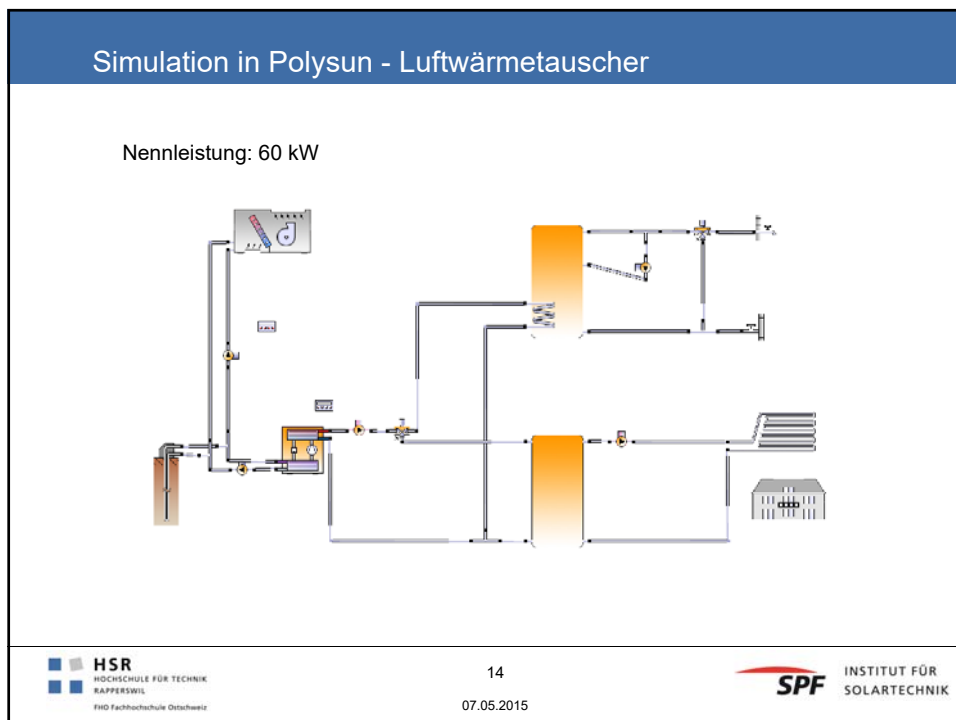 Simulation in Polysun - Luftwärmetauscher
Nennleistung: 60 kW
HSR
HOCHSCHULE FÜR TECHNIK
RAPPERSWIL
FHO Fachhochschule Ostschweiz
14
07.05.2015
SPF
INSTITUT FÜR
SOLARTECHNIK